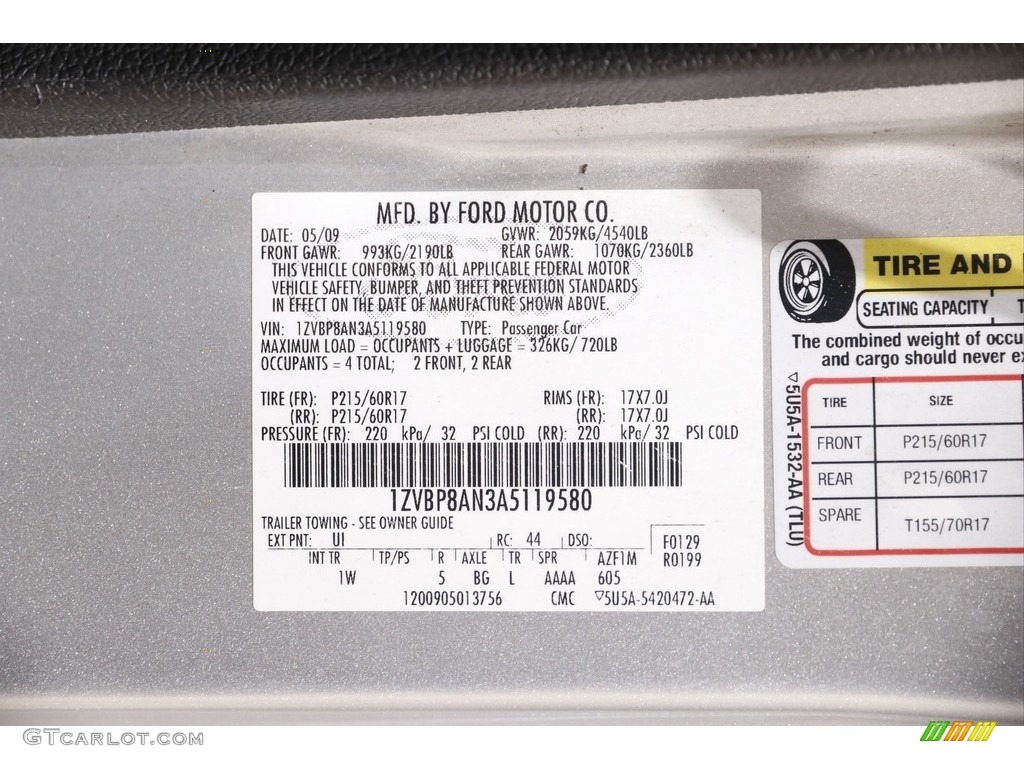 MFD. BY FORD MOTOR CO.
DATE: 05/09 GVWR: 2059KG/4540LB
FRONT GAWR: 993KG/2190LB REAR GAWR: 1070KG/2360LB
THIS VEHICLE CONFORMS TO ALL APPLICABLE FEDERAL MOTOR
VEHICLE SAFETY, BUMPER, AND THEFT PREVENTION STANDARDS
IN EFFECT ON THE DATE OF MANUFACTURE SHOWN ABOVE.
VIN: 1ZVBP8AN3A5119580 TYPE: Passenger Car
MAXIMUM LOAD = OCCUPANTS + LUGGAGE = 326KG/ 720LB
OCCUPANTS = 4 TOTAL; 2 FRONT, 2 REAR
TIRE (FR): P215/60R17 RIMS (FR): 17X7.0J
(RR): P215/60R17 (RR): 17X7.0J
PRESSURE (FR): 220 kPa/ 32 PSI COLD (RR): 220 kPa/ 32 PSI COLD
1ZVBP8AN3A5119580
TRAILER TOWING - SEE OWNER GUIDE
EXT PNT: UI RC: 44 DSO: F0129
INT TR TP/PS R AXLE TR SPR AZF1M R0199
1W 5 BG L AAAA 605
1200905013756 CMC ▽5U5A-5420472-AA
TIRE AND
SEATING CAPACITY T
The combined weight of occu
and cargo should never ex
▽5U5A-1532-AA (TLU)
TIRE SIZE
FRONT P215/60R17
REAR P215/60R17
SPARE T155/70R17
GTcarlot.com